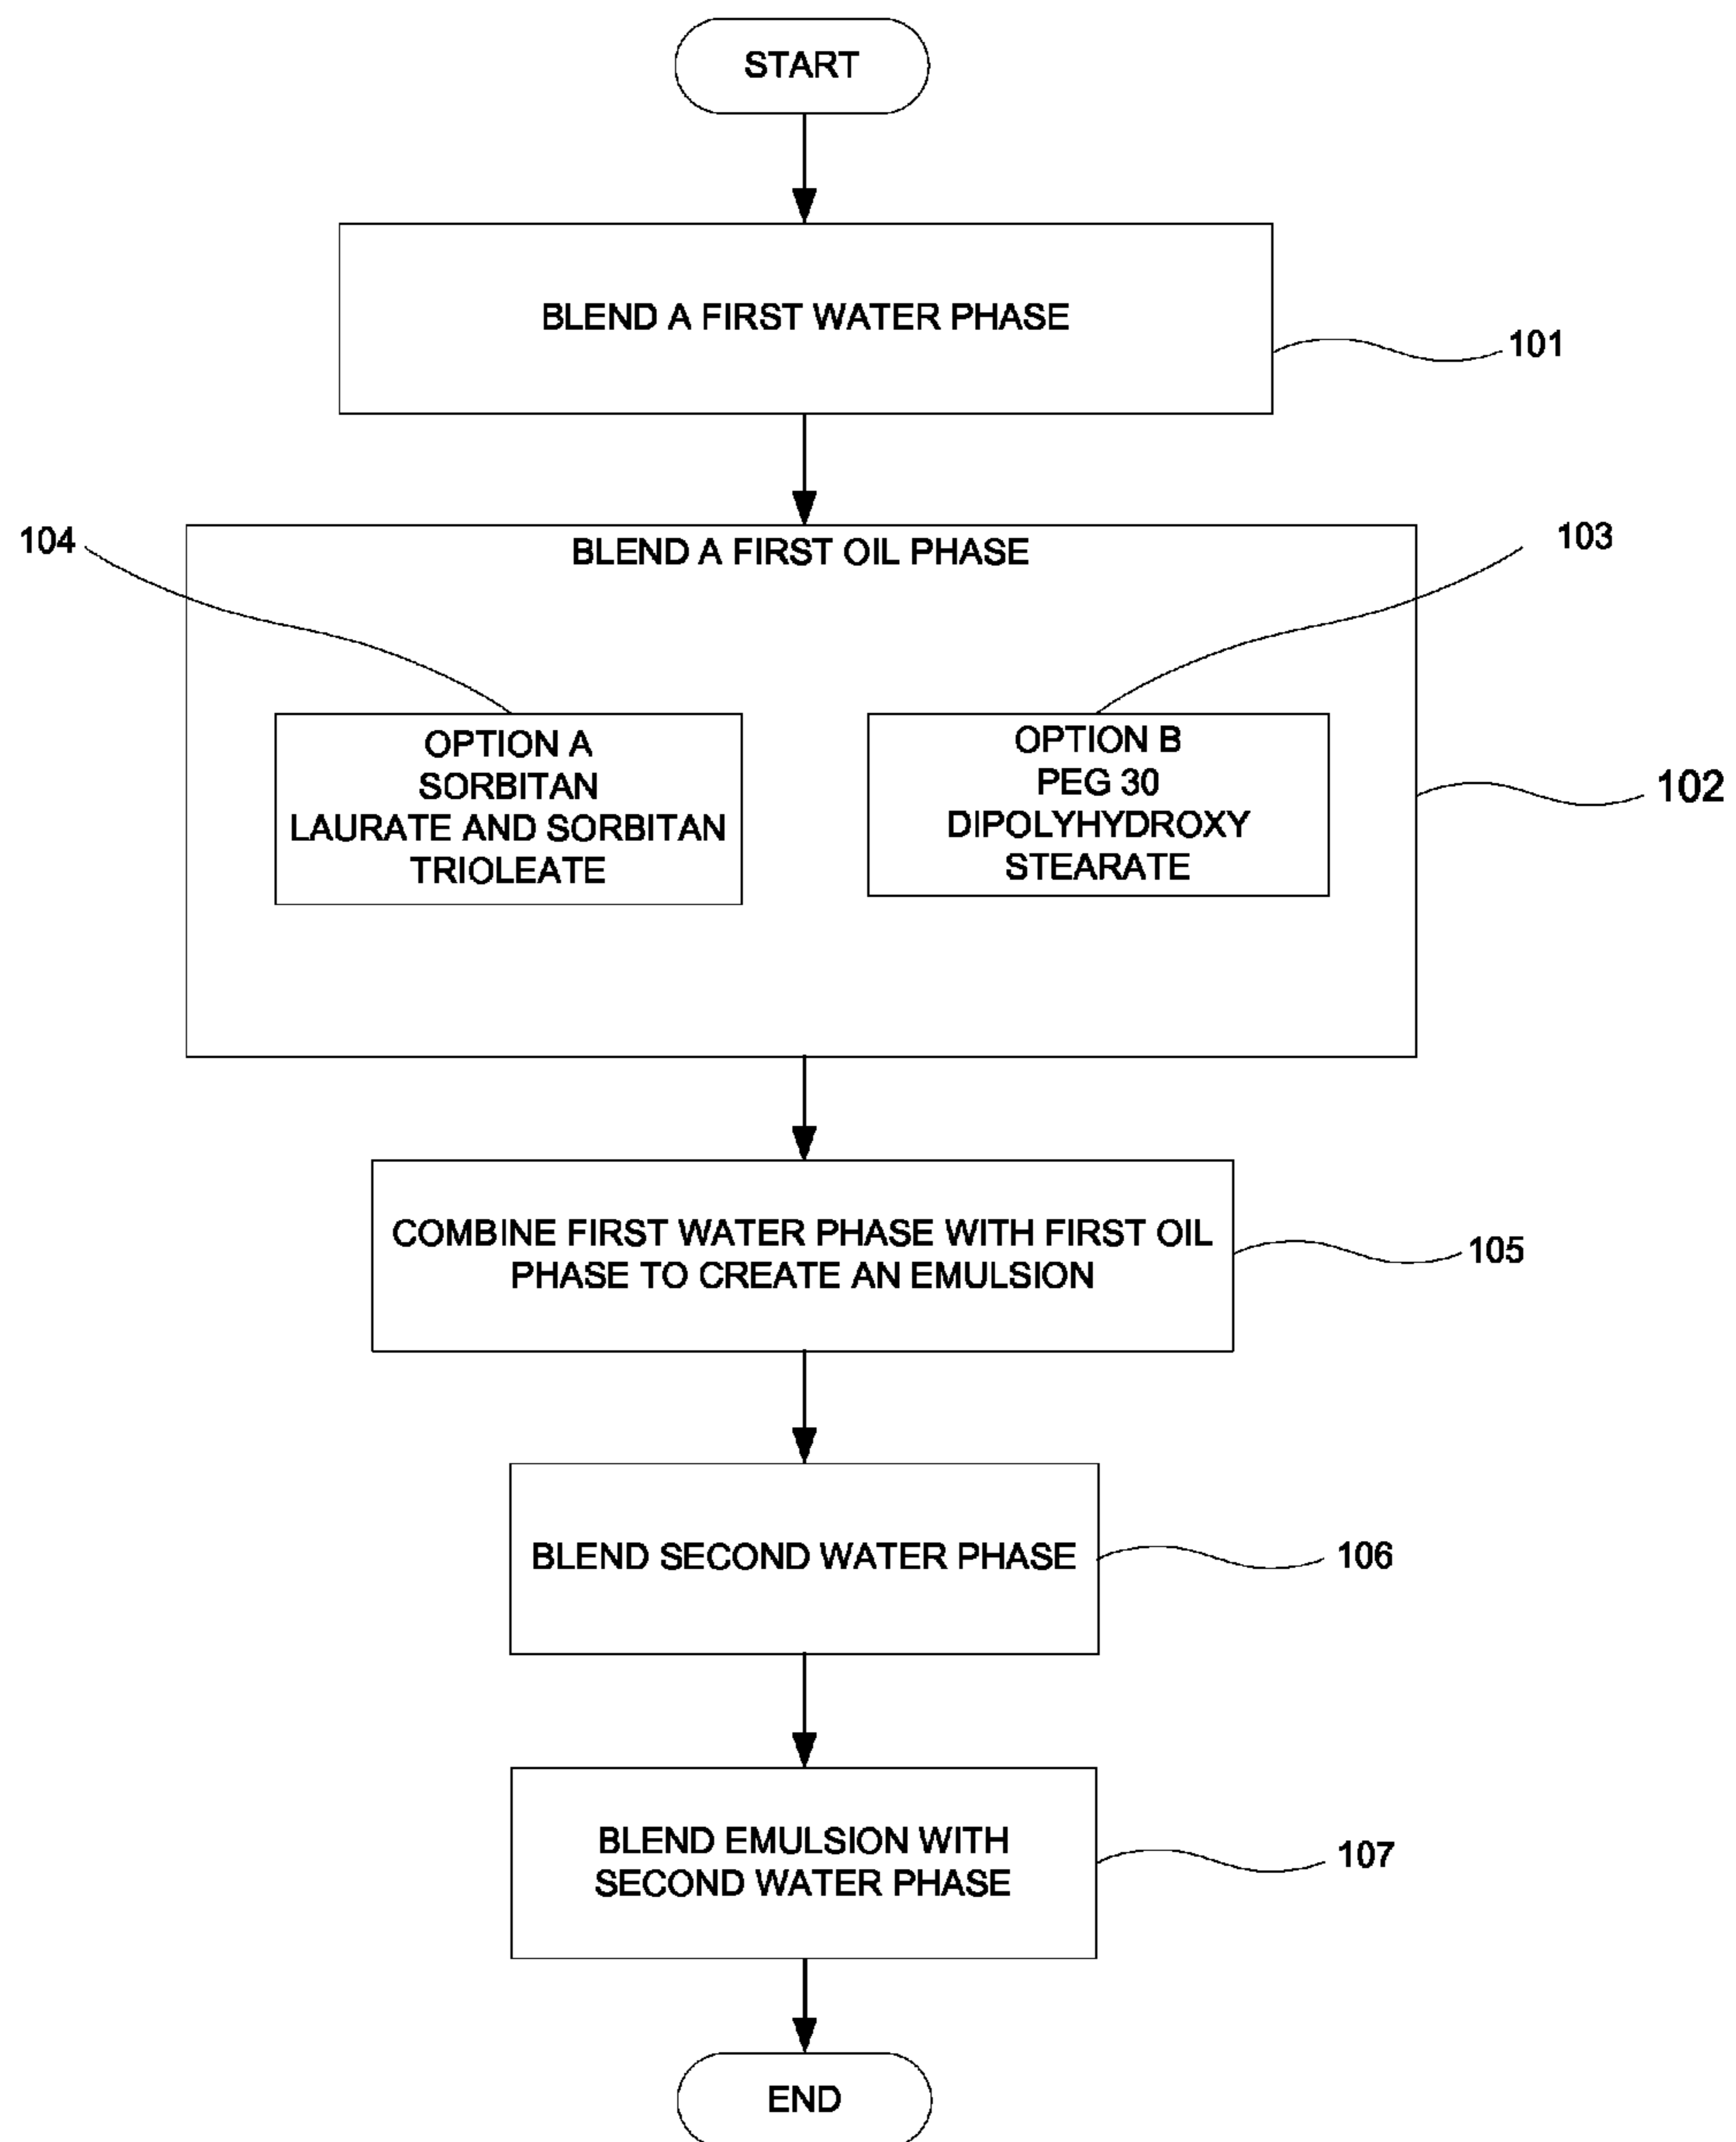 START
BLEND A FIRST WATER PHASE
101
104
BLEND A FIRST OIL PHASE
103
OPTION A
SORBITAN
LAURATE AND SORBITAN
TRIOLEATE
OPTION B
PEG 30
DIPOLYHYDROXY
STEARATE
102
COMBINE FIRST WATER PHASE WITH FIRST OIL
PHASE TO CREATE AN EMULSION
105
BLEND SECOND WATER PHASE
106
BLEND EMULSION WITH
SECOND WATER PHASE
107
END